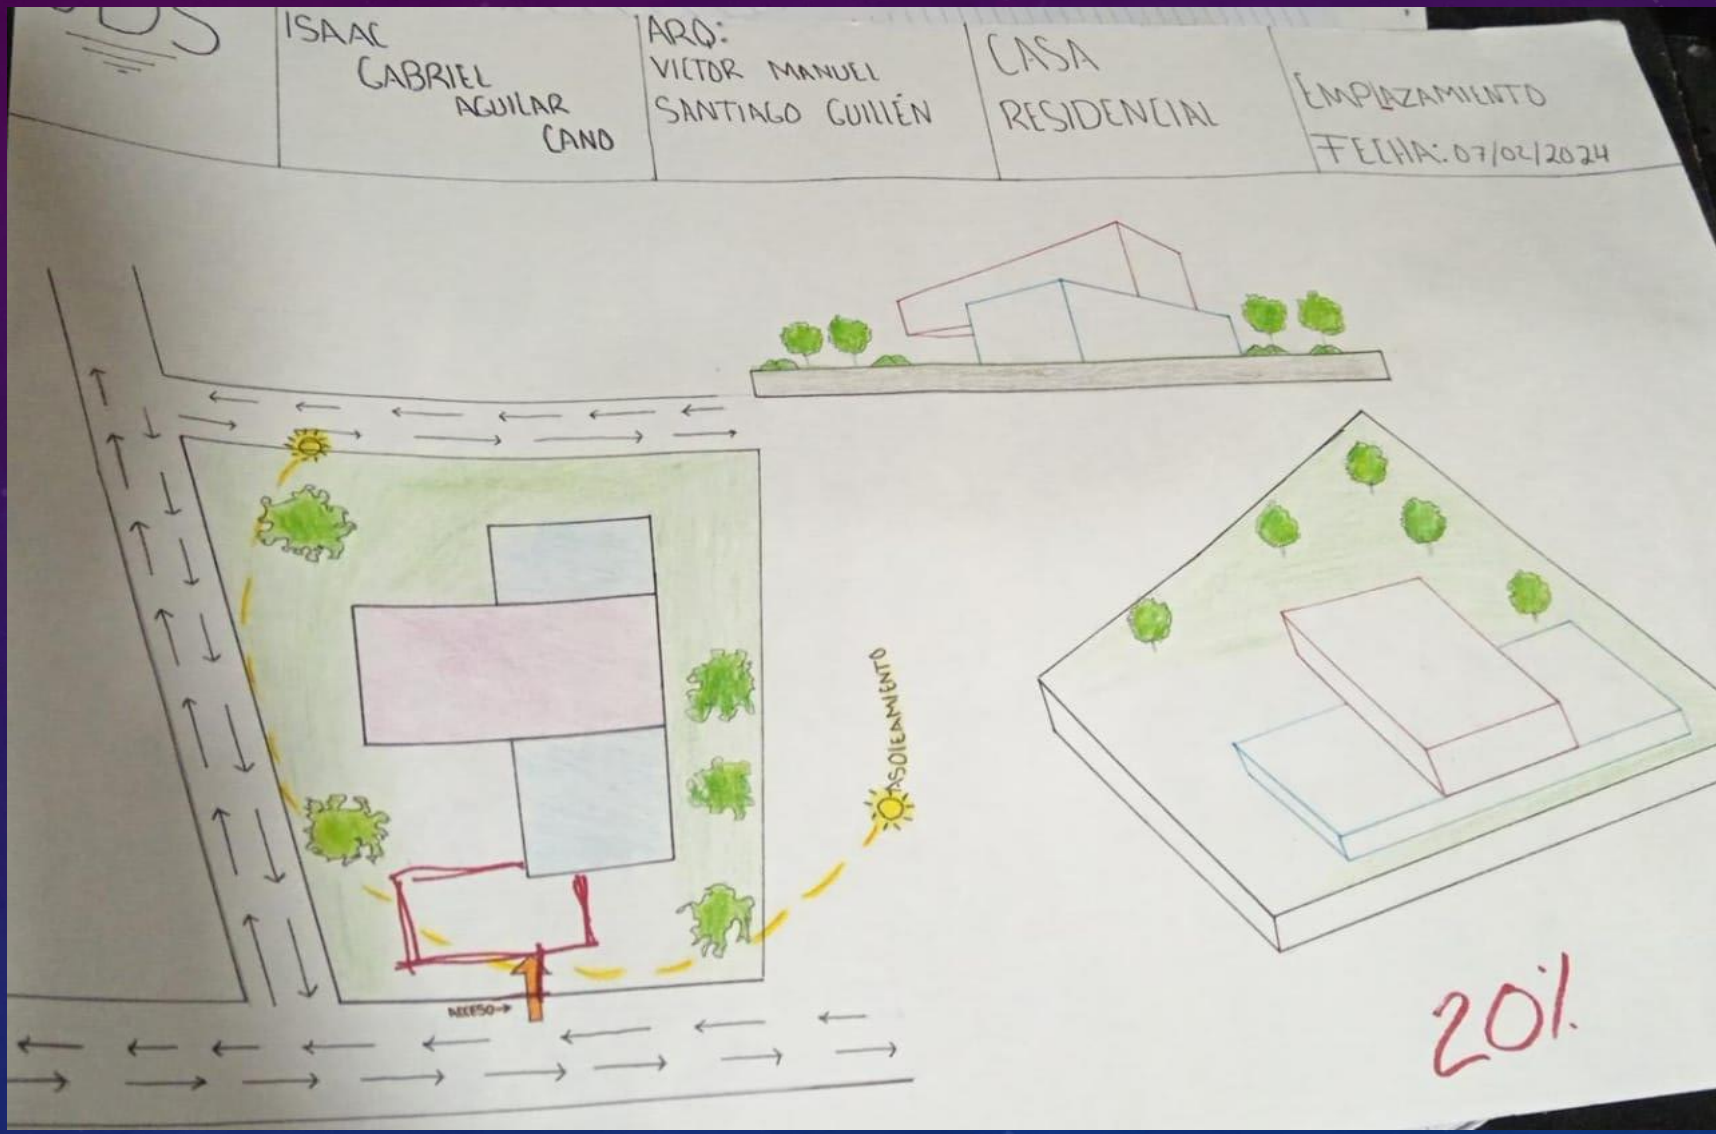 UDS
ISAAC
GABRIEL
AGUILAR
CANO
ARQ:
VICTOR MANUEL
SANTIAGO GUILLÉN
CASA
RESIDENCIAL
EMPLAZAMIENTO
FECHA: 07/02/2024
ASOLEAMIENTO
ACCESO
20%